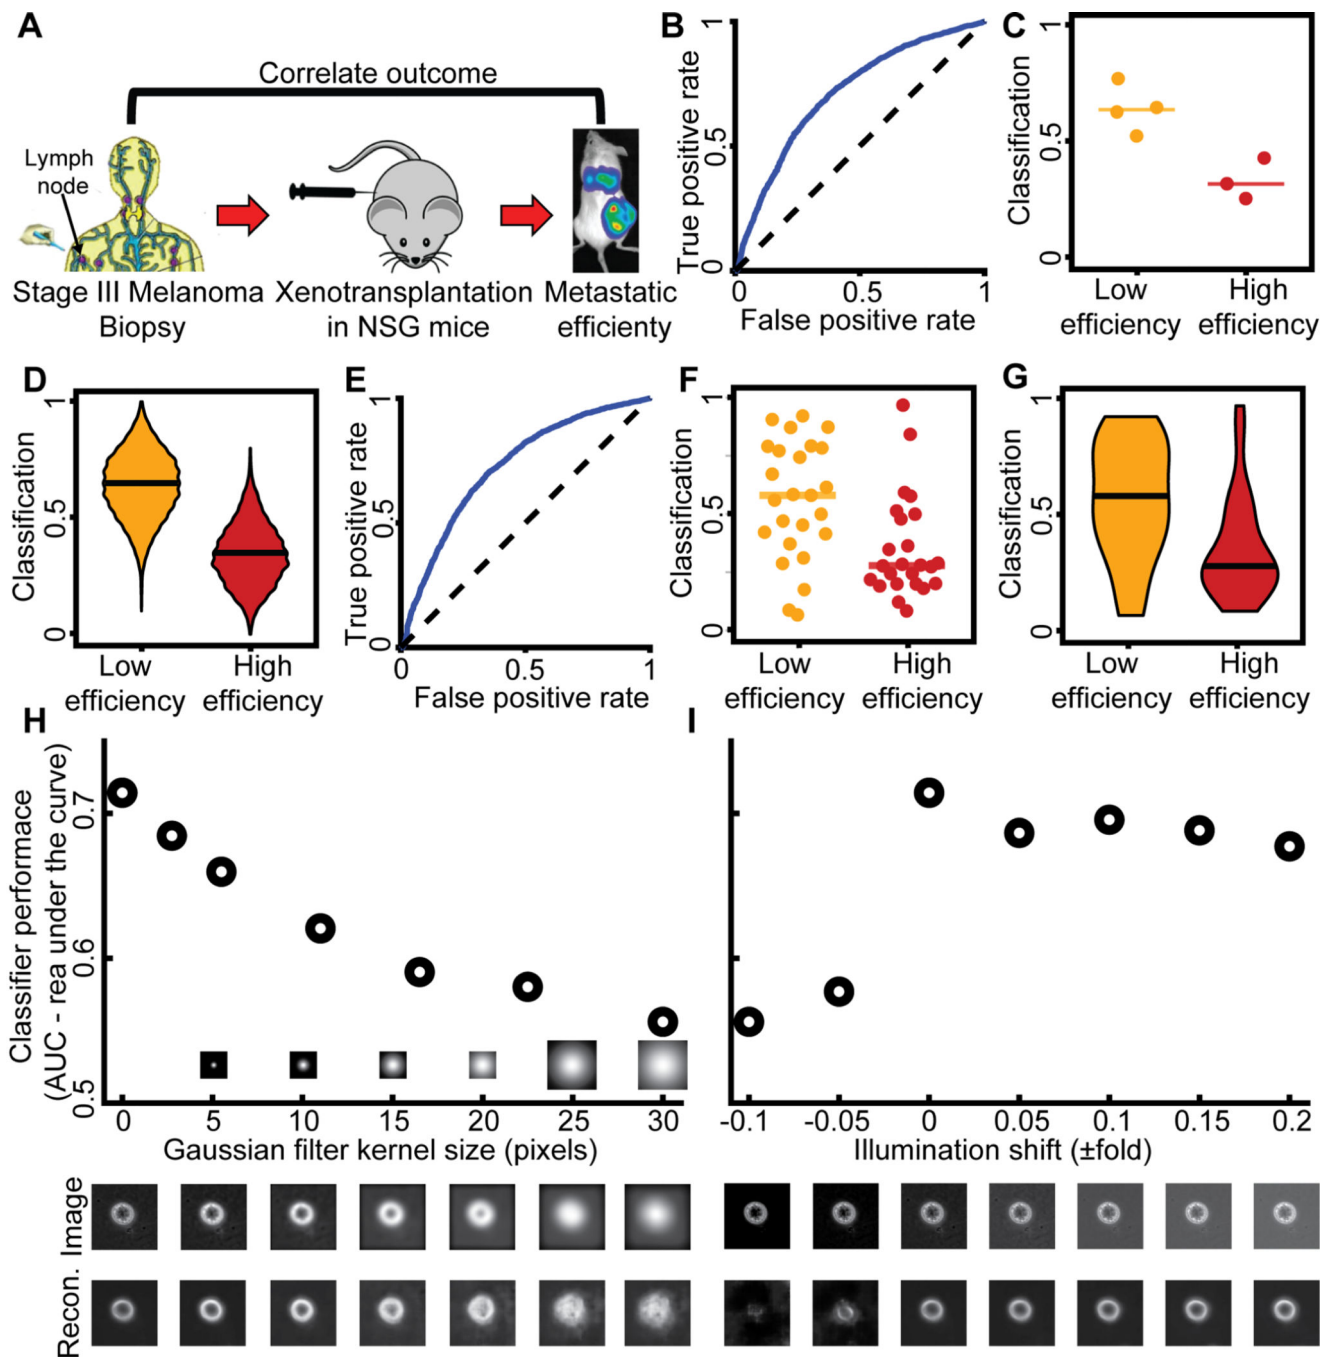 A
Correlate outcome
Lymph
node
Stage III Melanoma
Biopsy
Xenotransplantation
in NSG mice
Metastatic
efficienty
B
True positive rate
1
0.5
0
0
0.5
1
False positive rate
C
Classification
1
0.5
0
Low
efficiency
High
efficiency
D
Classification
1
0.5
0
Low
efficiency
High
efficiency
E
True positive rate
1
0.5
0
0
0.5
1
False positive rate
F
Classification
1
0.5
0
Low
efficiency
High
efficiency
G
Classification
1
0.5
0
Low
efficiency
High
efficiency
H
Classifier performace
(AUC - rea under the curve)
0.7
0.6
0.5
0 5 10 15 20 25 30
Gaussian filter kernel size (pixels)
I
-0.1 -0.05 0 0.05 0.1 0.15 0.2
Illumination shift (±fold)
Image
Recon.